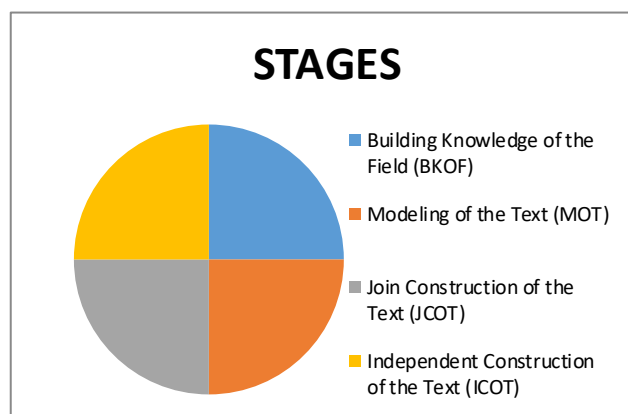 STAGES
Building Knowledge of the
Field (BKOF)
Modeling of the Text (MOT)
Join Construction of the
Text (JCOT)
Independent Construction
of the Text (ICOT)